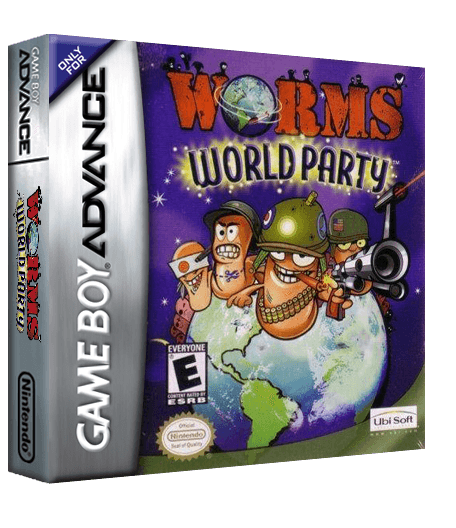 GAME BOY
ADVANCE
WORMS
WORLD PARTY
Nintendo
ONLY
FOR
GAME BOY ADVANCE
WORMS
WORLD PARTY
TM
EVERYONE
E
CONTENT RATED BY
ESRB
Official
Nintendo
Seal of Quality
Ubi Soft